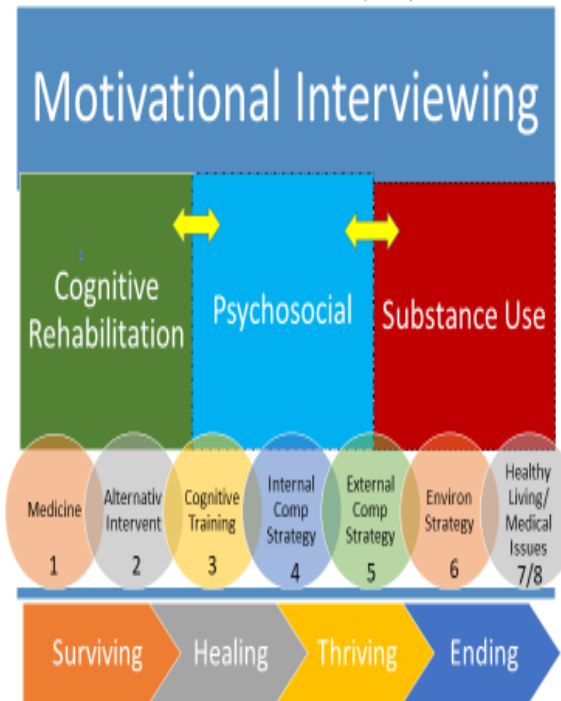 Motivational Interviewing
Cognitive
Rehabilitation
Psychosocial
Substance Use
Medicine
1
Alternativ
Intervent
2
Cognitive
Training
3
Internal
Comp
Strategy
4
External
Comp
Strategy
5
Environ
Strategy
6
Healthy
Living/
Medical
Issues
7/8
Surviving
Healing
Thriving
Ending